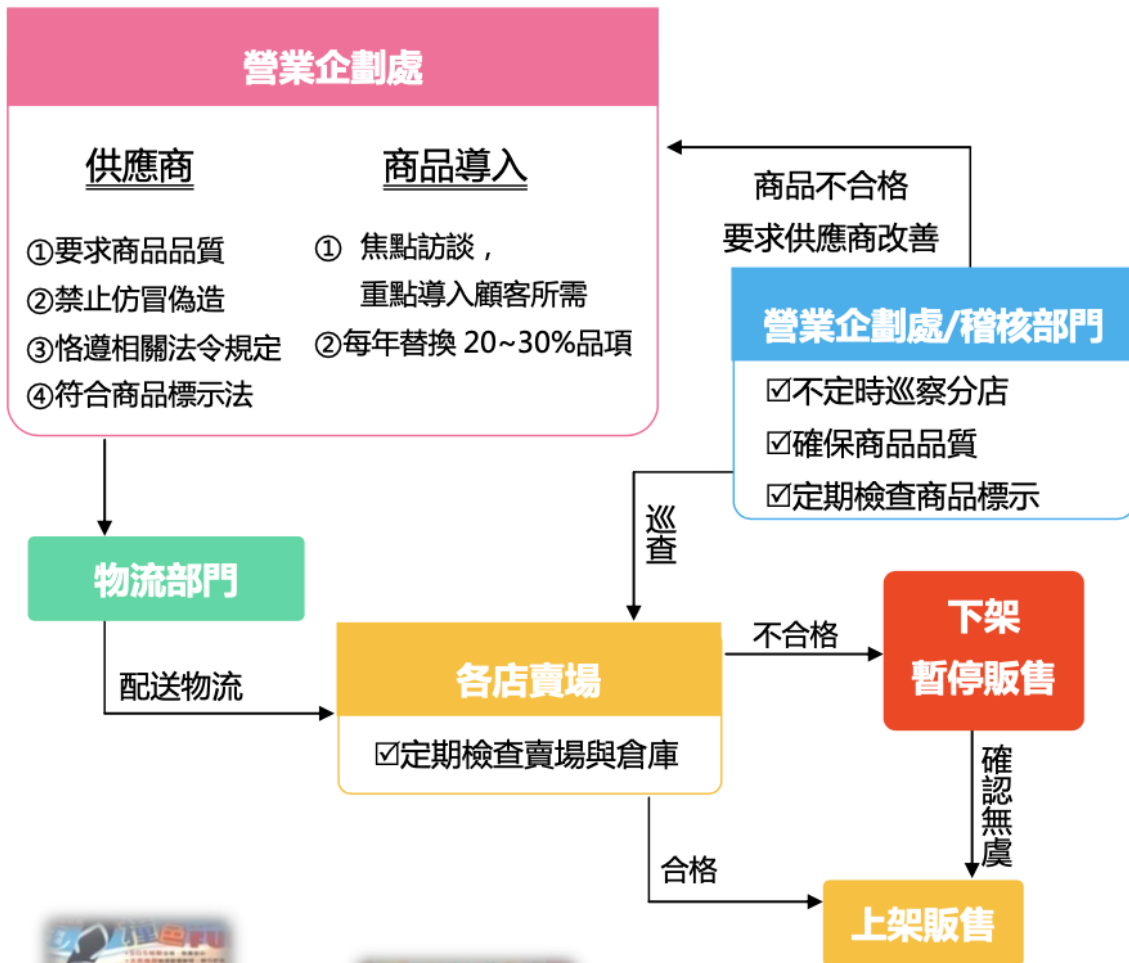 營業企劃處
供應商
①要求商品品質
②禁止仿冒偽造
③恪遵相關法令規定
④符合商品標示法
商品導入
① 焦點訪談，
重點導入顧客所需
②每年替換 20~30%品項
商品不合格
要求供應商改善
營業企劃處/稽核部門
☑不定時巡察分店
☑確保商品品質
☑定期檢查商品標示
巡查
物流部門
配送物流
各店賣場
☑定期檢查賣場與倉庫
不合格
下架
暫停販售
確認無虞
合格
上架販售
撞色FU